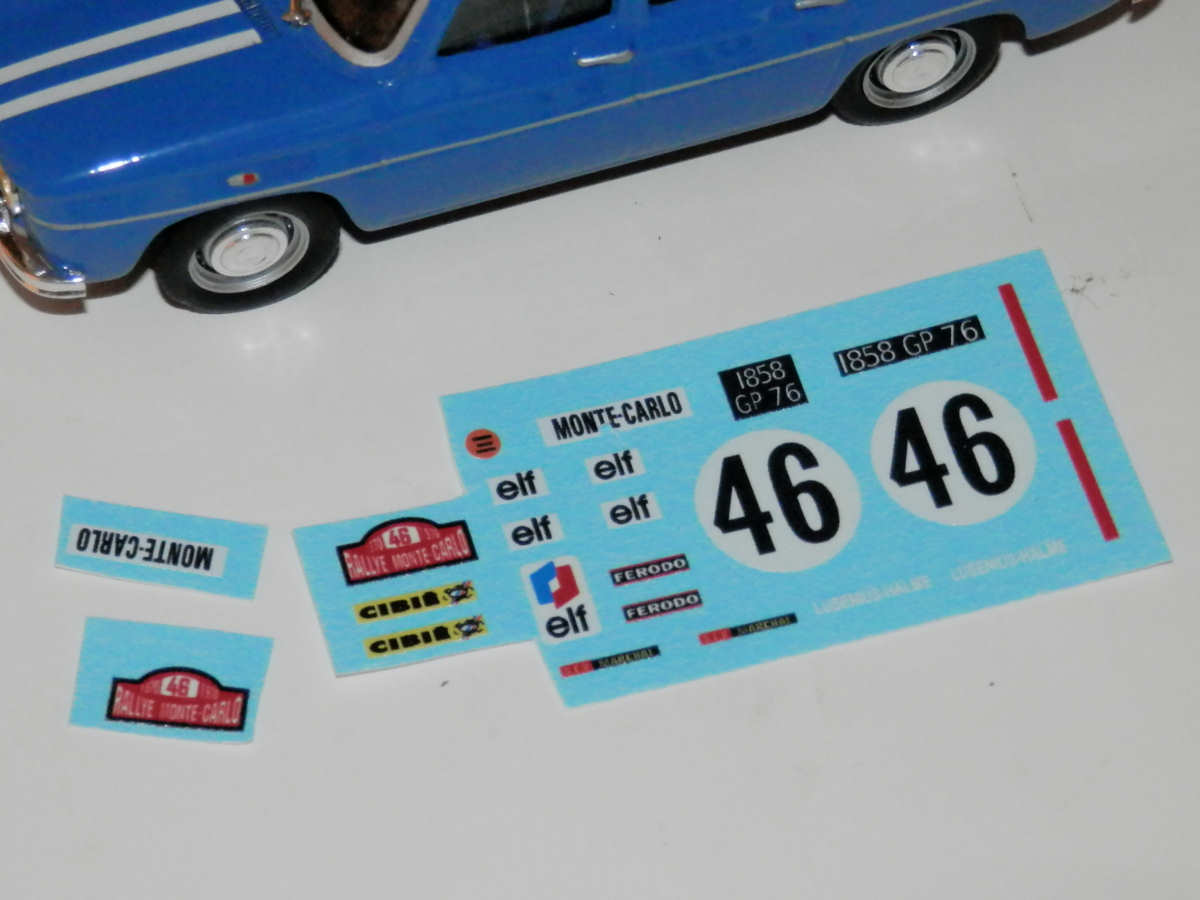 1858 GP 76
1858
GP 76
MONTE-CARLO
46
46
elf
elf
elf
elf
elf
FERODO
FERODO
MARCHAL
MARCHAL
46
RALLYE MONTE-CARLO
CIBIÉ
CIBIÉ
MONTE-CARLO
46
RALLYE MONTE-CARLO